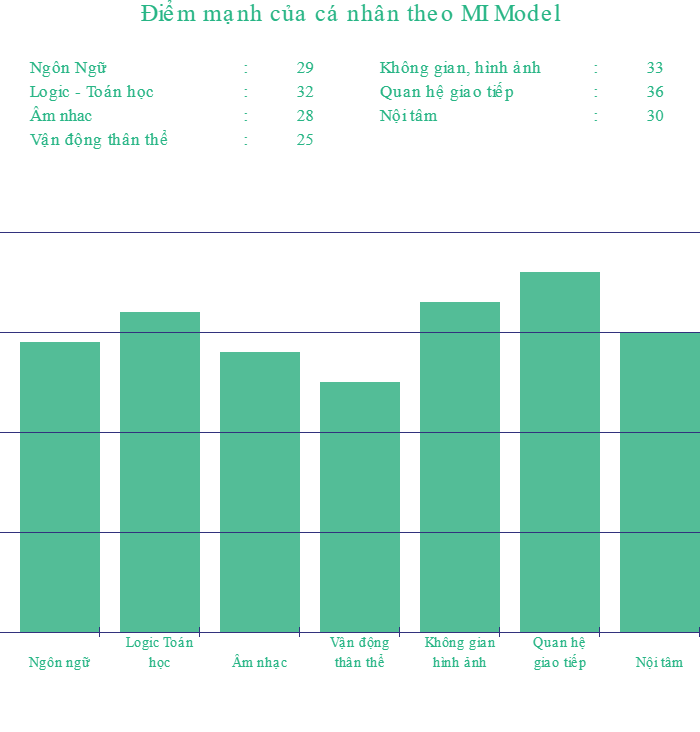 Điểm mạnh của cá nhân theo MI Model
Ngôn Ngữ : 29
Logic - Toán học : 32
Âm nhac : 28
Vận động thân thể : 25
Không gian, hình ảnh : 33
Quan hệ giao tiếp : 36
Nội tâm : 30
Ngôn ngữ
Logic Toán
học
Âm nhạc
Vận động
thân thể
Không gian
hình ảnh
Quan hệ
giao tiếp
Nội tâm